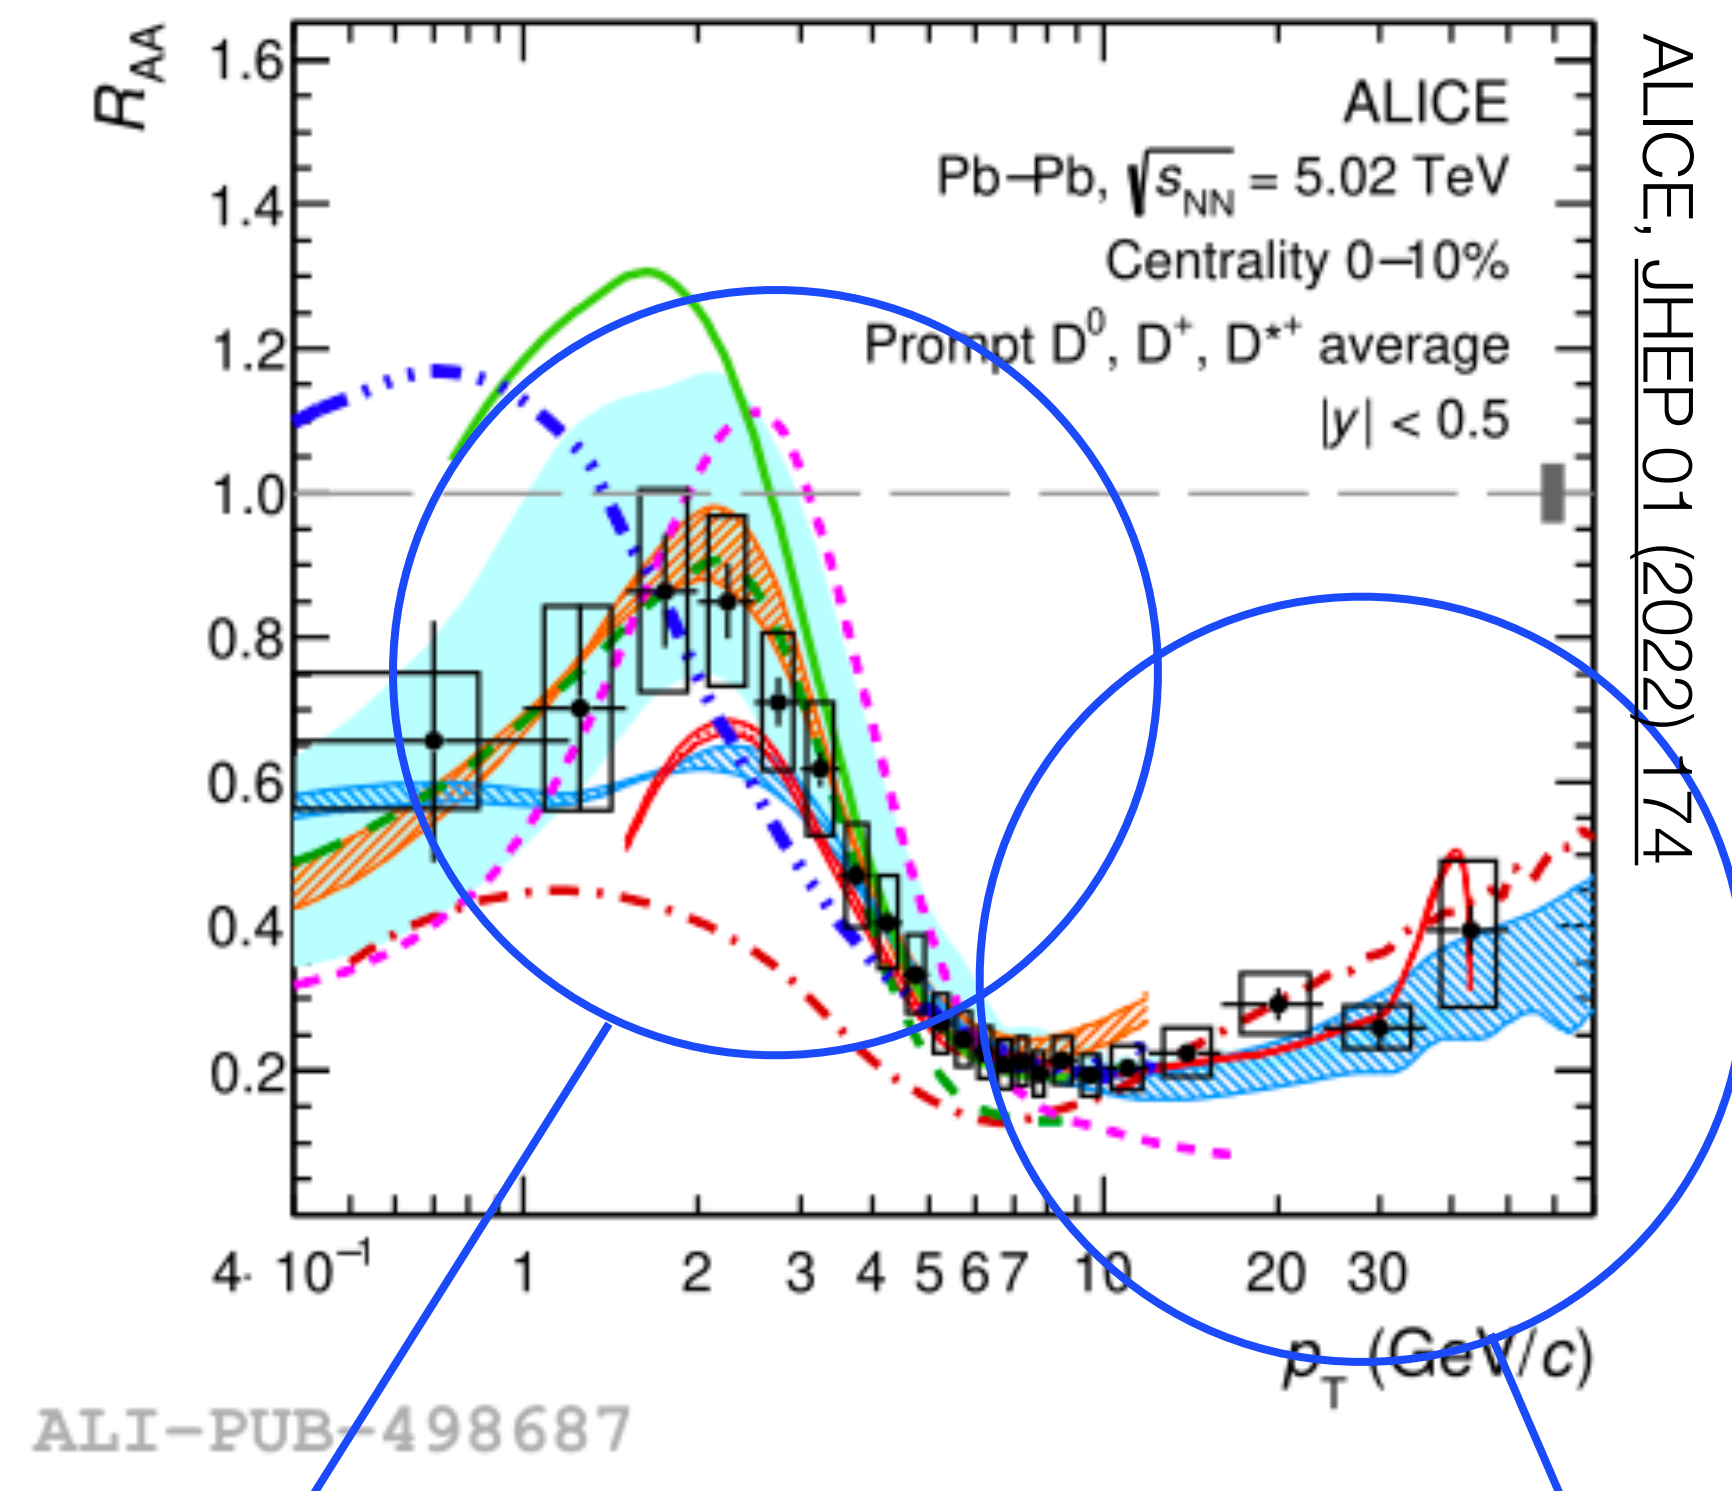 R_AA
1.6
1.4
1.2
1.0
0.8
0.6
0.4
0.2
ALICE
Pb−Pb, √s_NN = 5.02 TeV
Centrality 0−10%
Prompt D⁰, D⁺, D*⁺ average
|y| < 0.5
4· 10⁻¹ 1 2 3 4 5 6 7 10 20 30
p_T (GeV/c)
ALI-PUB-498687
ALICE, JHEP 01 (2022) 174